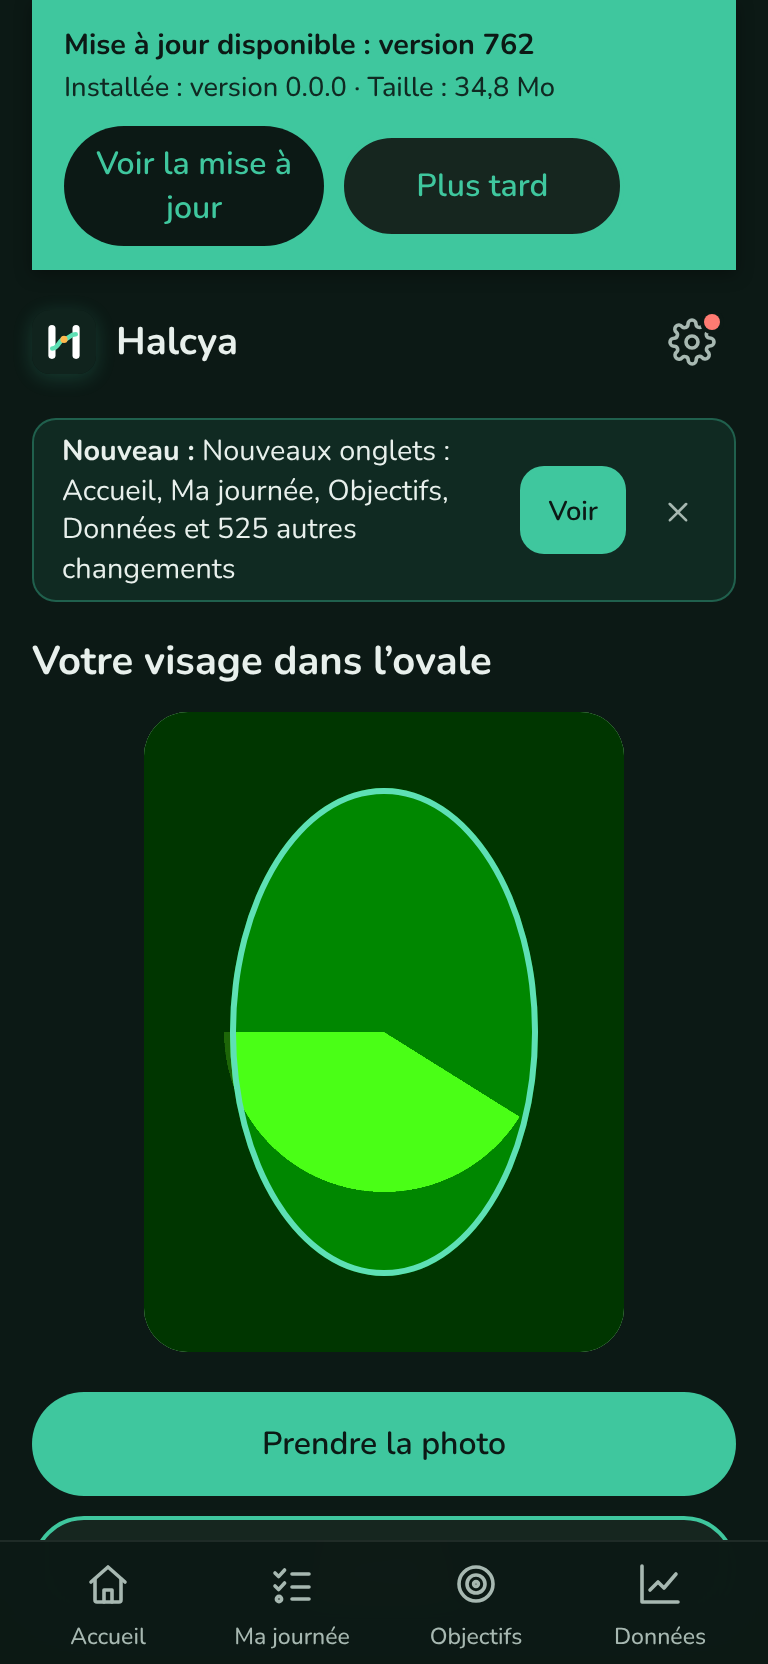 Mise à jour disponible : version 762
Installée : version 0.0.0 · Taille : 34,8 Mo
Voir la mise à
jour
Plus tard
Halcya
Nouveau : Nouveaux onglets :
Accueil, Ma journée, Objectifs,
Données et 525 autres
changements
Voir
Votre visage dans l’ovale
Prendre la photo
Accueil
Ma journée
Objectifs
Données